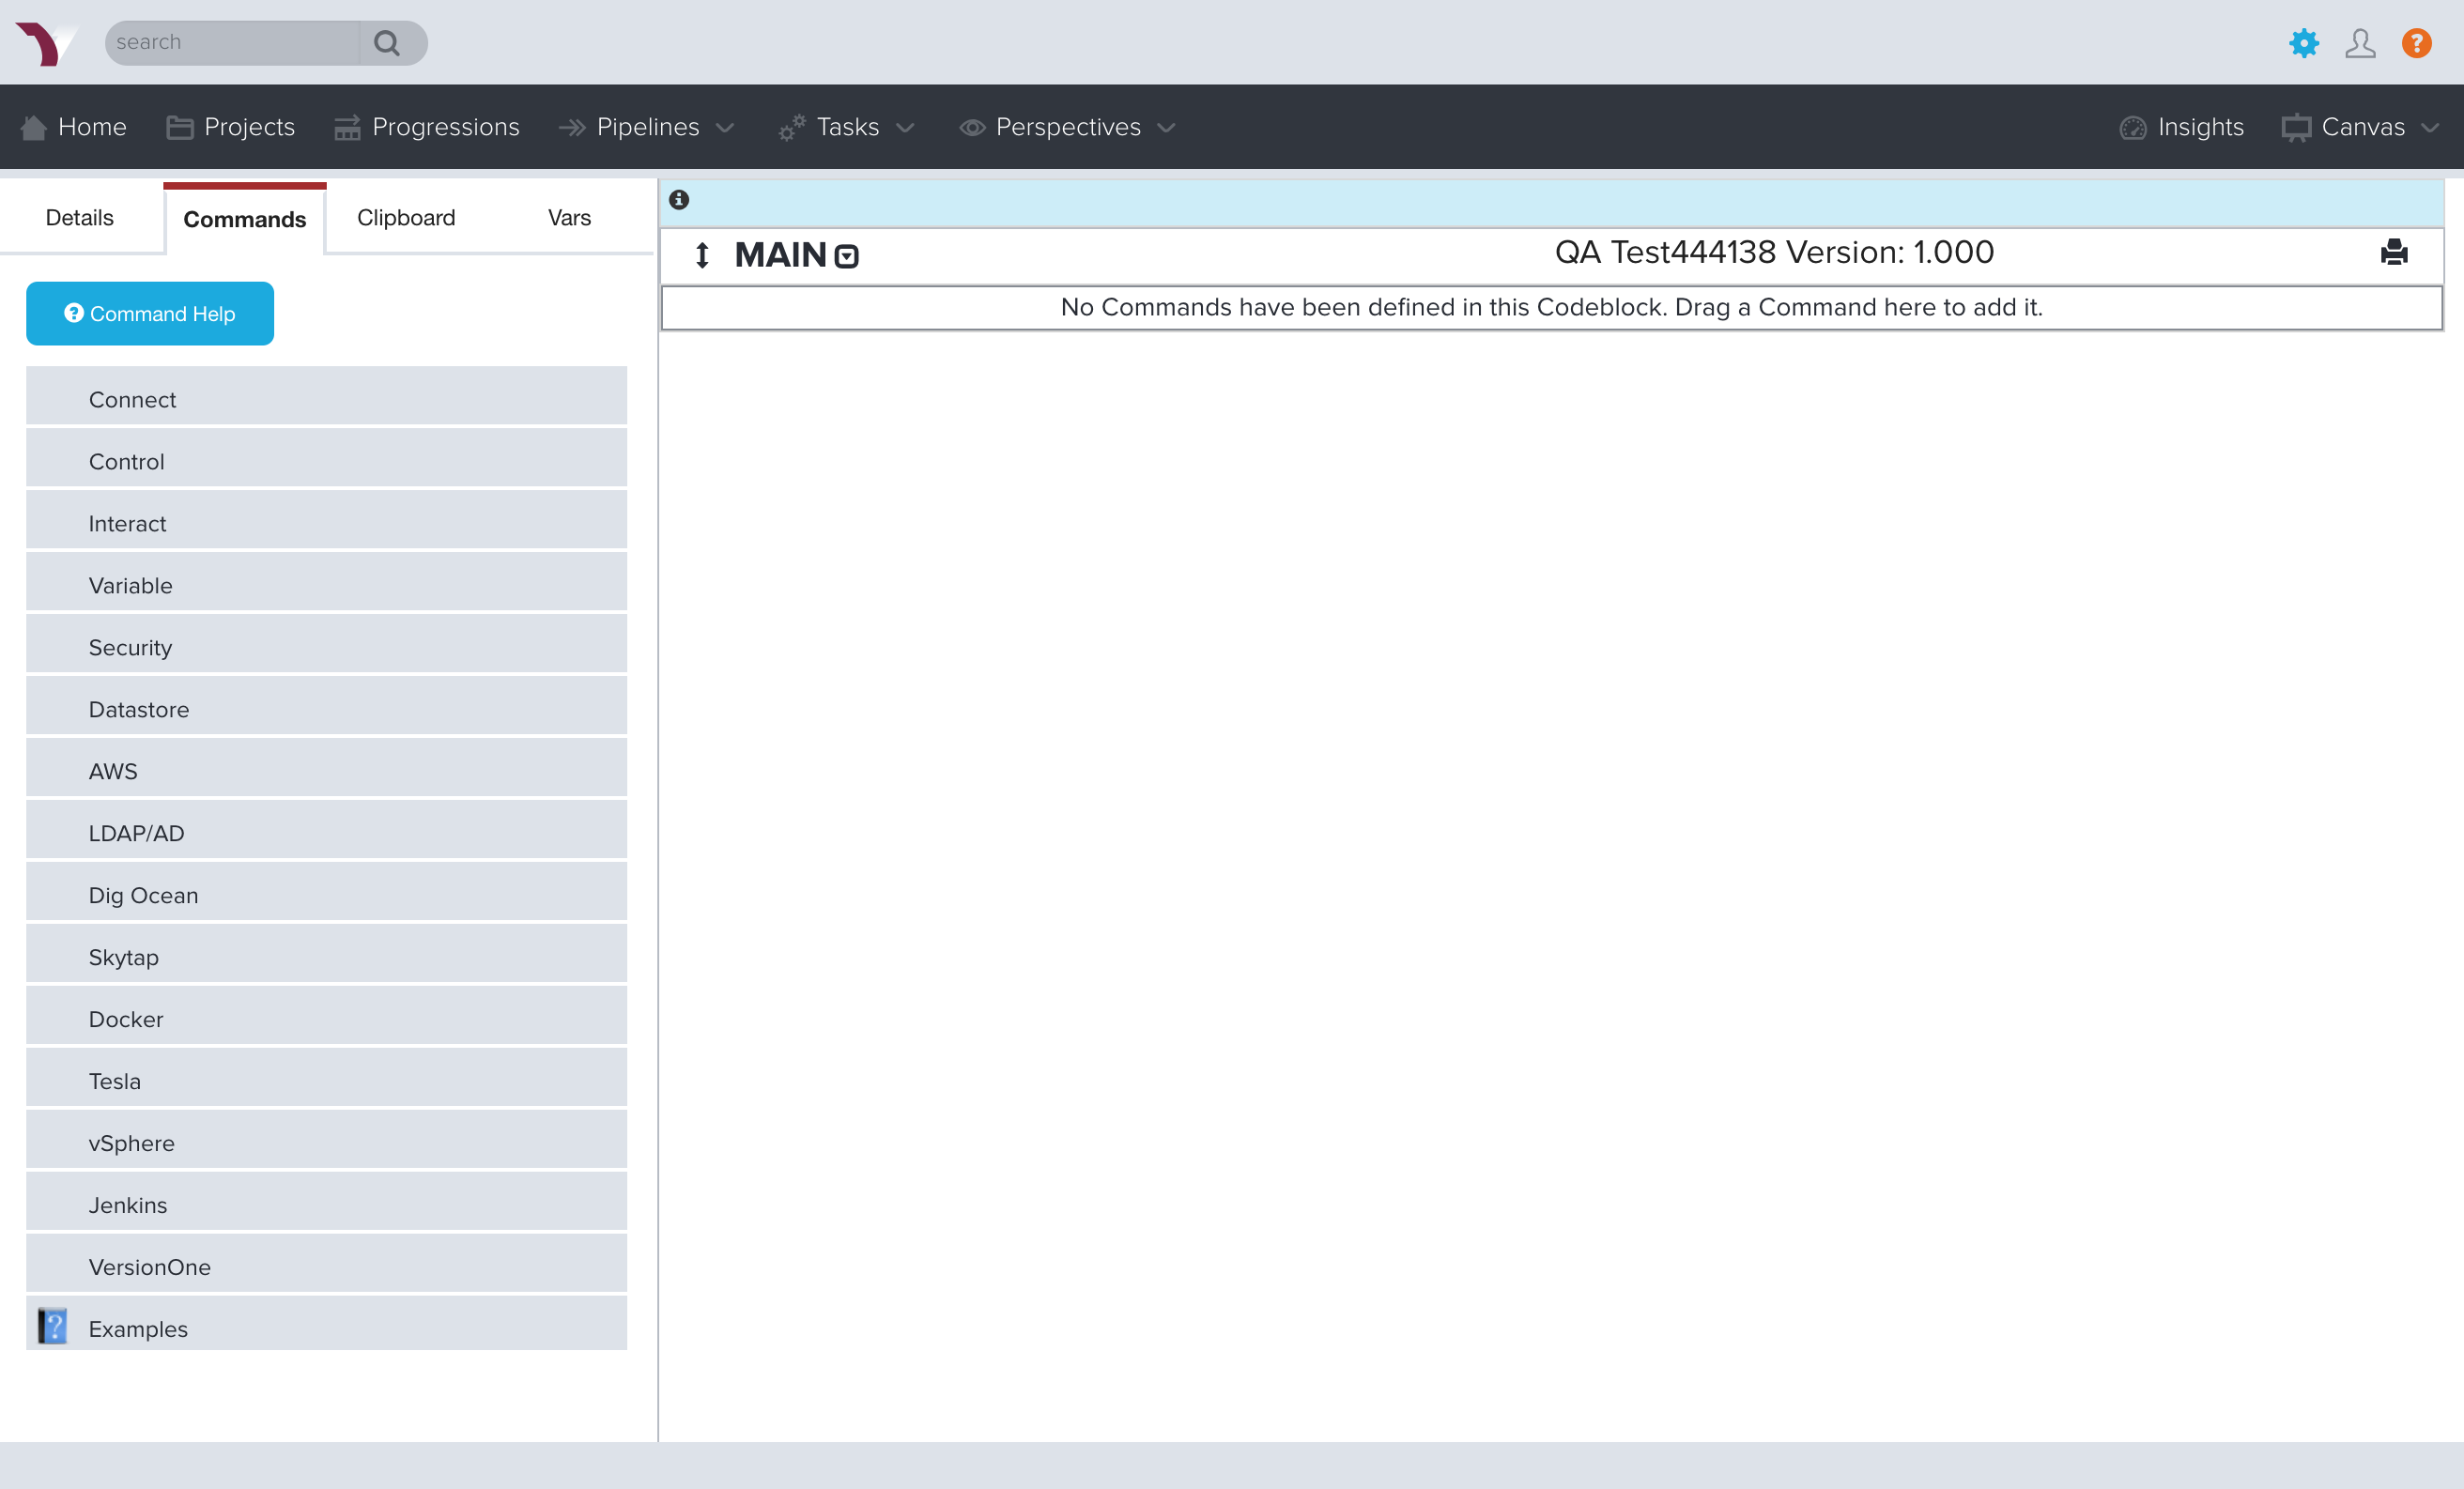 search
Home Projects Progressions Pipelines Tasks Perspectives Insights Canvas
Details Commands Clipboard Vars
Command Help
Connect
Control
Interact
Variable
Security
Datastore
AWS
LDAP/AD
Dig Ocean
Skytap
Docker
Tesla
vSphere
Jenkins
VersionOne
Examples
MAIN QA Test444138 Version: 1.000
No Commands have been defined in this Codeblock. Drag a Command here to add it.